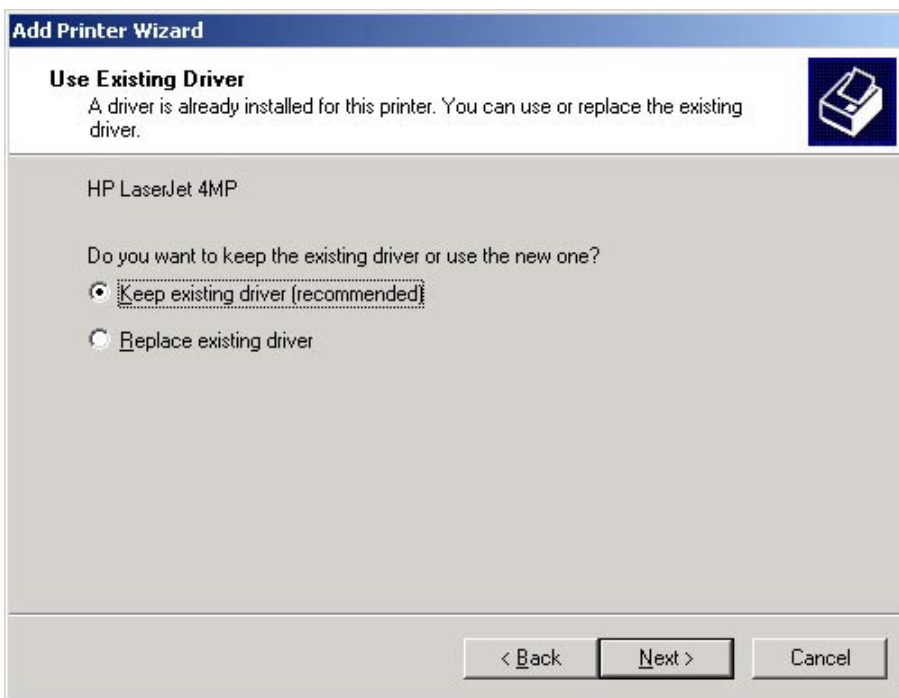 Add Printer Wizard
Use Existing Driver
A driver is already installed for this printer. You can use or replace the existing
driver.
HP LaserJet 4MP
Do you want to keep the existing driver or use the new one?
Keep existing driver (recommended)
Replace existing driver
< Back Next > Cancel